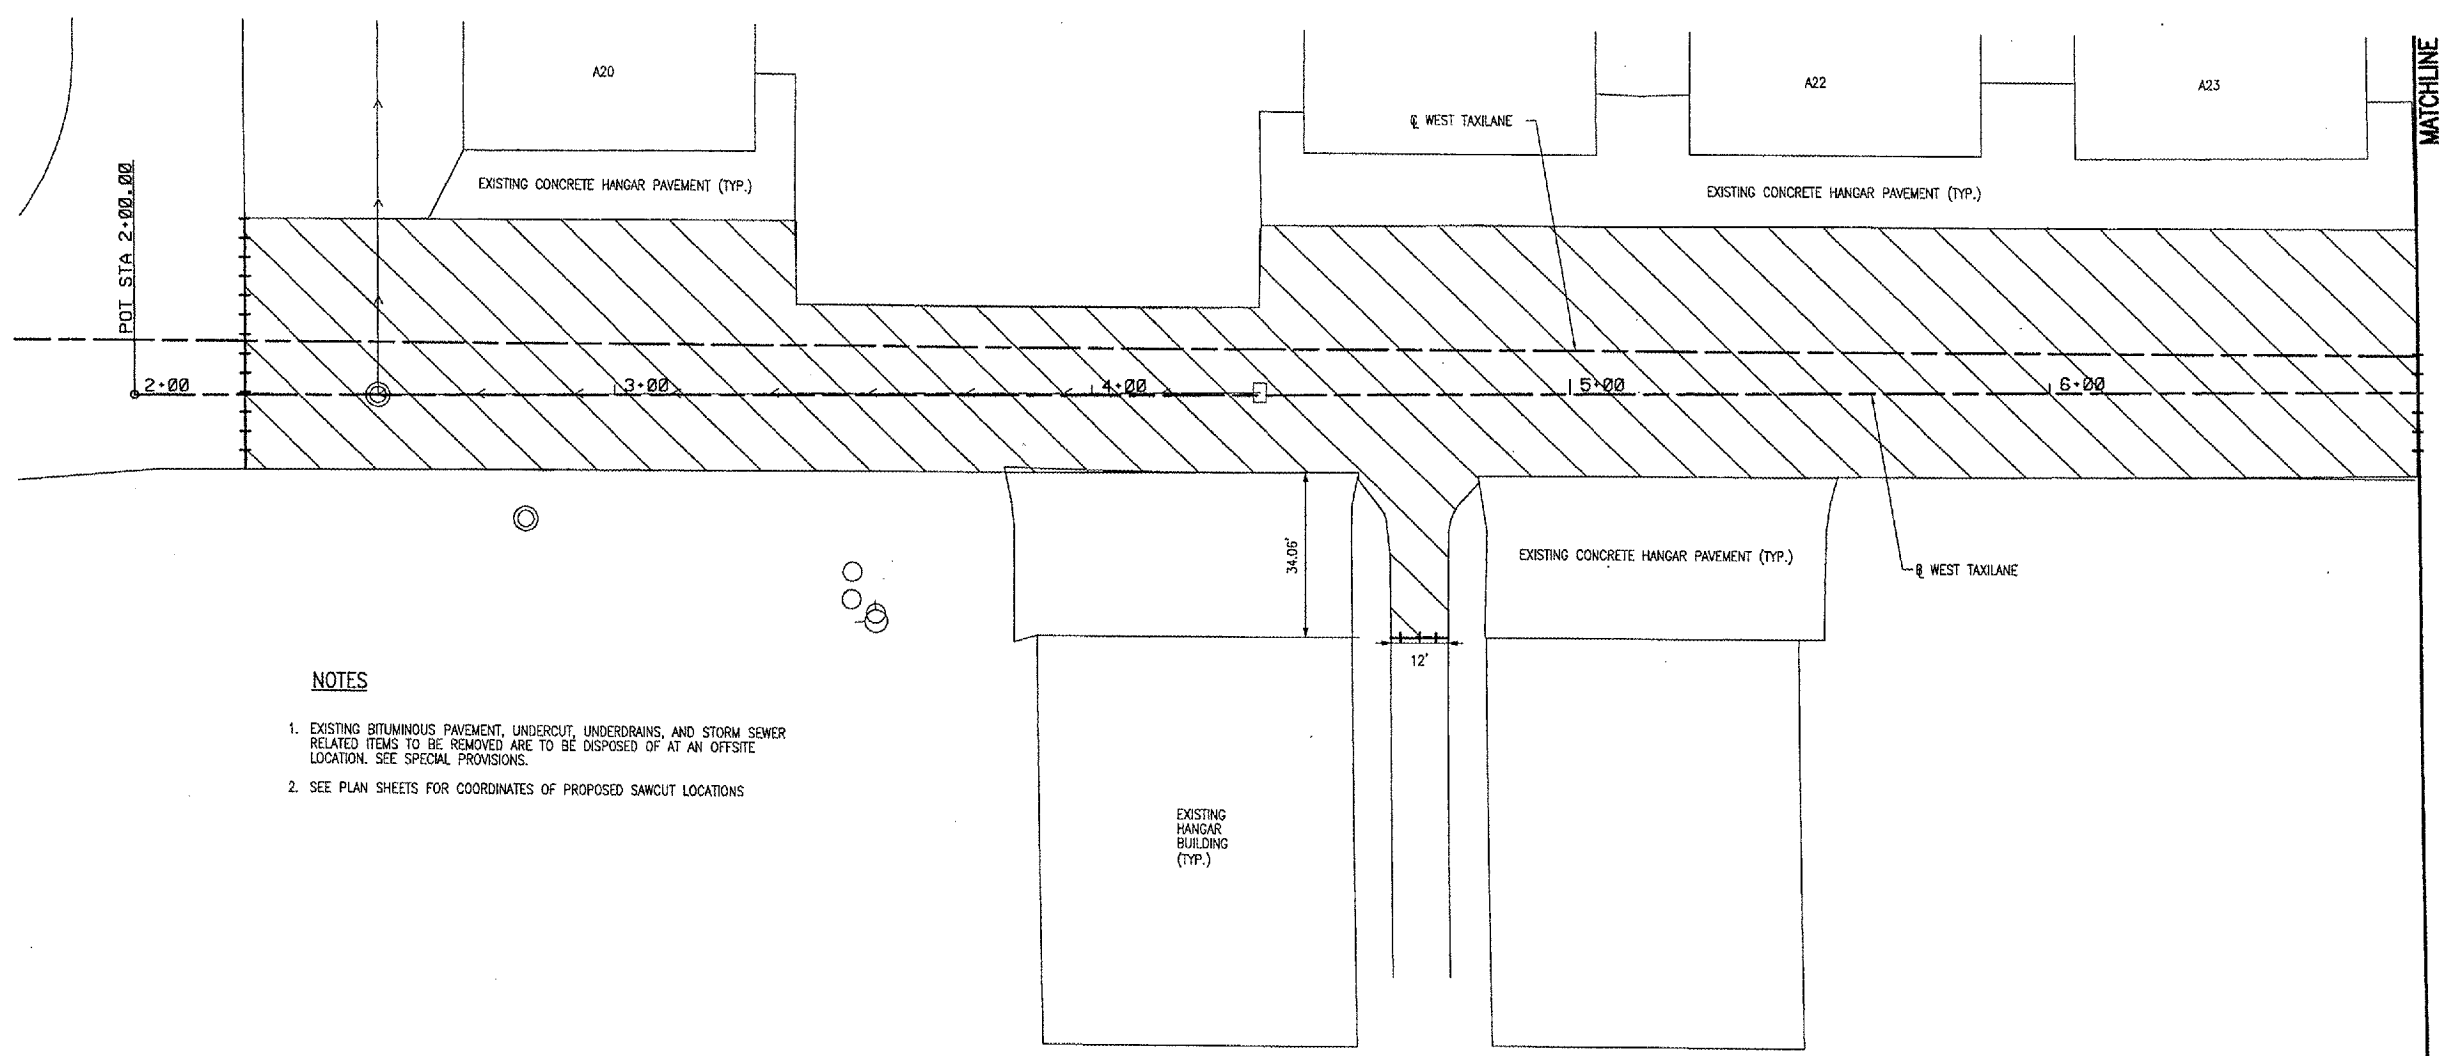 A20
A22
A23
MATCHLINE
℄ WEST TAXILANE
EXISTING CONCRETE HANGAR PAVEMENT (TYP.)
EXISTING CONCRETE HANGAR PAVEMENT (TYP.)
POT STA 2+00.00
2+00
3+00
4+00
5+00
6+00
34.06'
EXISTING CONCRETE HANGAR PAVEMENT (TYP.)
WEST TAXILANE
12'
NOTES
1. EXISTING BITUMINOUS PAVEMENT, UNDERCUT, UNDERDRAINS, AND STORM SEWER
RELATED ITEMS TO BE REMOVED ARE TO BE DISPOSED OF AT AN OFFSITE
LOCATION. SEE SPECIAL PROVISIONS.
2. SEE PLAN SHEETS FOR COORDINATES OF PROPOSED SAWCUT LOCATIONS
EXISTING
HANGAR
BUILDING
(TYP.)